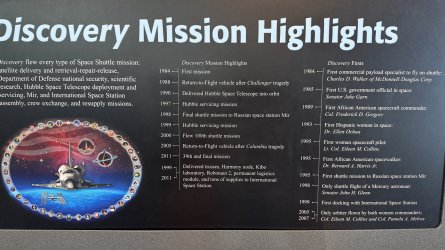 Discovery Mission Highlights
Discovery flew every type of Space Shuttle mission:
satellite delivery and retrieval-repair-release,
Department of Defense national security, scientific
research, Hubble Space Telescope deployment and
servicing, Mir, and International Space Station
assembly, crew exchange, and resupply missions.
Discovery Mission Highlights
1984 First mission
1988 Return-to-Flight vehicle after Challenger tragedy
1990 Delivered Hubble Space Telescope into orbit
1997 Hubble servicing mission
1998 Final shuttle mission to Russian space station Mir
1999 Hubble servicing mission
2000 Flew 100th shuttle mission
2005 Return-to-Flight vehicle after Columbia tragedy
2011 39th and final mission
1999 Delivered trusses, Harmony node, Kibo
laboratory, Robonaut 2, permanent logistics
2011 module, and tons of supplies to International
Space Station
Discovery Firsts
1984 First commercial payload specialist to fly on shuttle:
Charles D. Walker of McDonnell Douglas Corp.
1985 First U.S. government official in space:
Senator Jake Garn
1989 First African American spacecraft commander:
Col. Frederick D. Gregory
1993 First Hispanic woman in space:
Dr. Ellen Ochoa
1995 First woman spacecraft pilot:
Lt. Col. Eileen M. Collins
1995 First African American spacewalker:
Dr. Bernard A. Harris Jr.
1995 First shuttle mission to Russian space station Mir
1998 Only shuttle flight of a Mercury astronaut:
Senator John H. Glenn
1999 First docking with International Space Station
2005 Only orbiter flown by both women commanders:
2007 Col. Eileen M. Collins and Col. Pamela A. Melroy